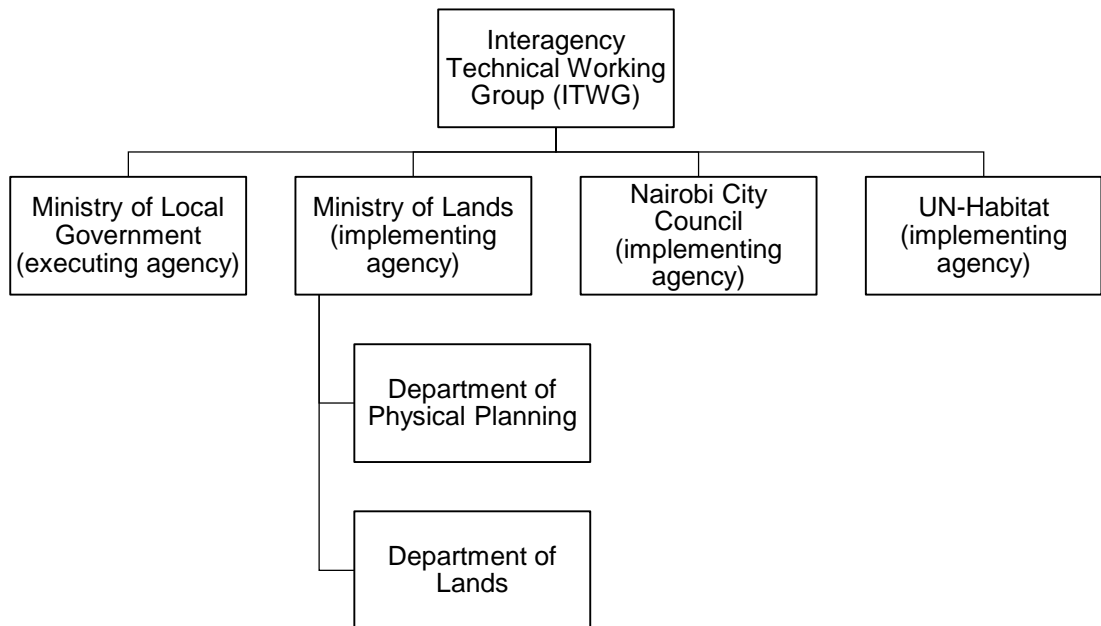 Interagency
Technical Working
Group (ITWG)
Ministry of Local
Government
(executing agency)
Ministry of Lands
(implementing
agency)
Nairobi City
Council
(implementing
agency)
UN-Habitat
(implementing
agency)
Department of
Physical Planning
Department of
Lands